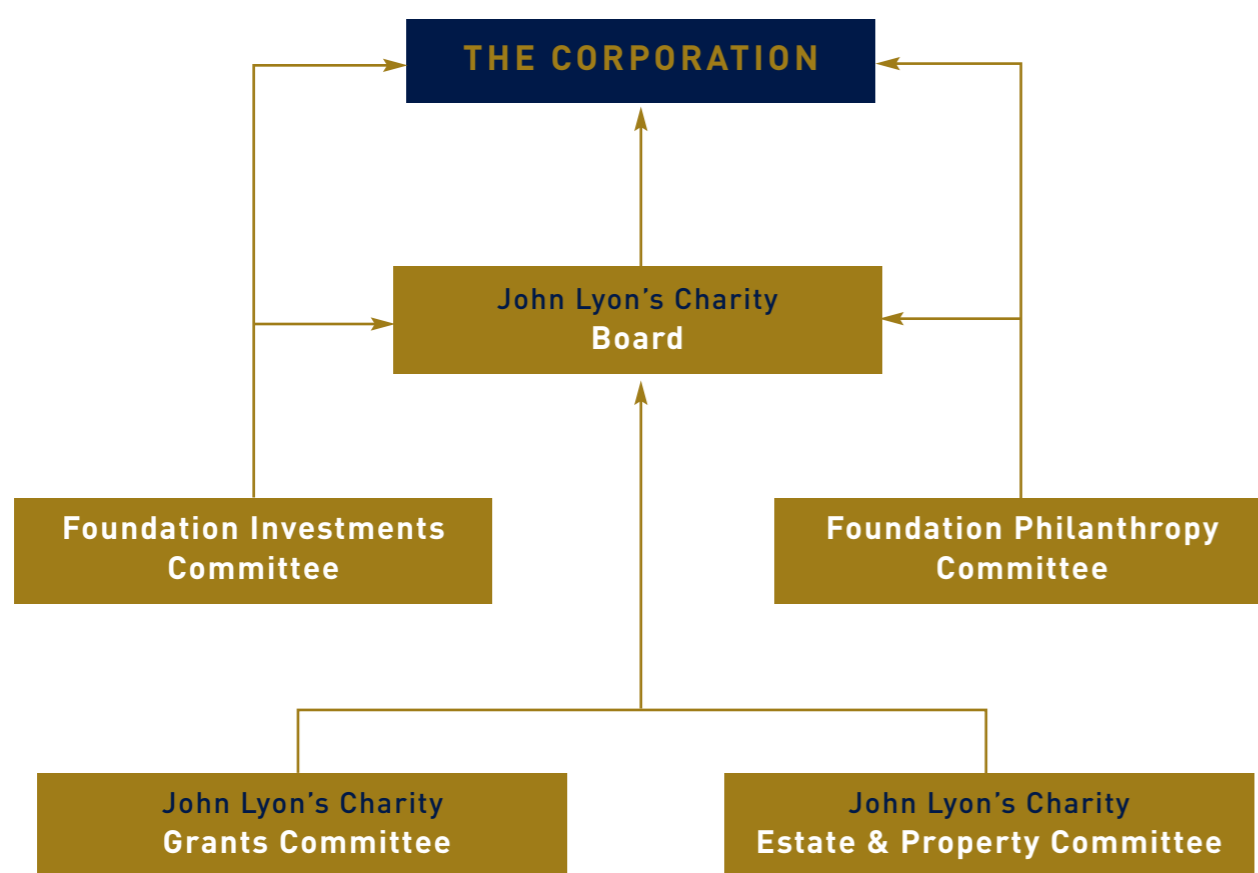 THE CORPORATION
John Lyon’s Charity
Board
Foundation Investments
Committee
Foundation Philanthropy
Committee
John Lyon’s Charity
Grants Committee
John Lyon’s Charity
Estate & Property Committee